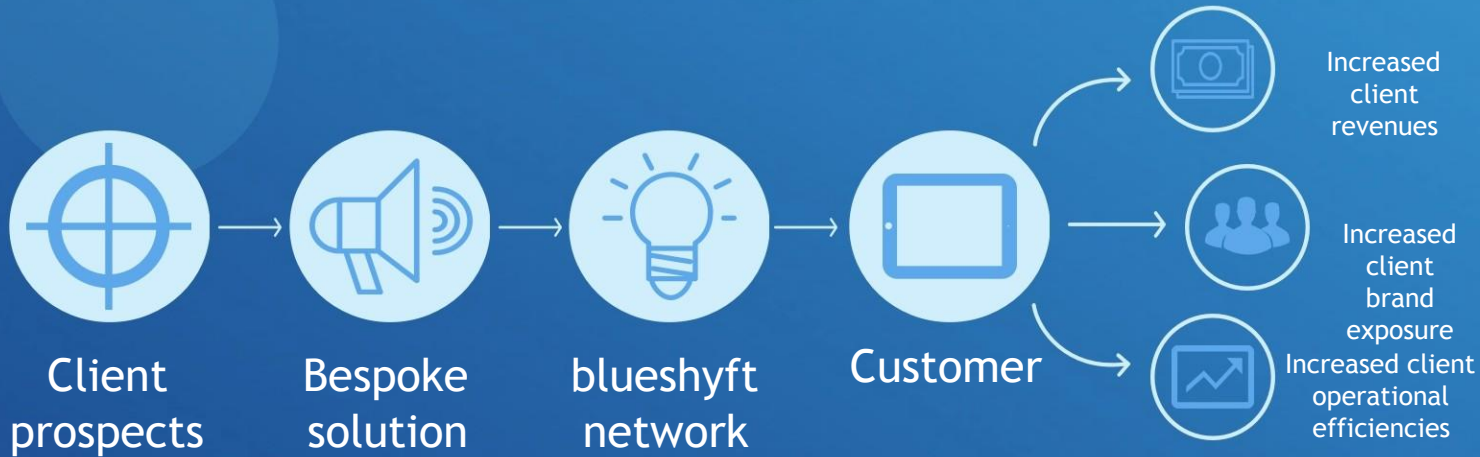 Client
prospects
Bespoke
solution
blueshyft
network
Customer
Increased
client
revenues
Increased
client
brand
exposure
Increased client
operational
efficiencies